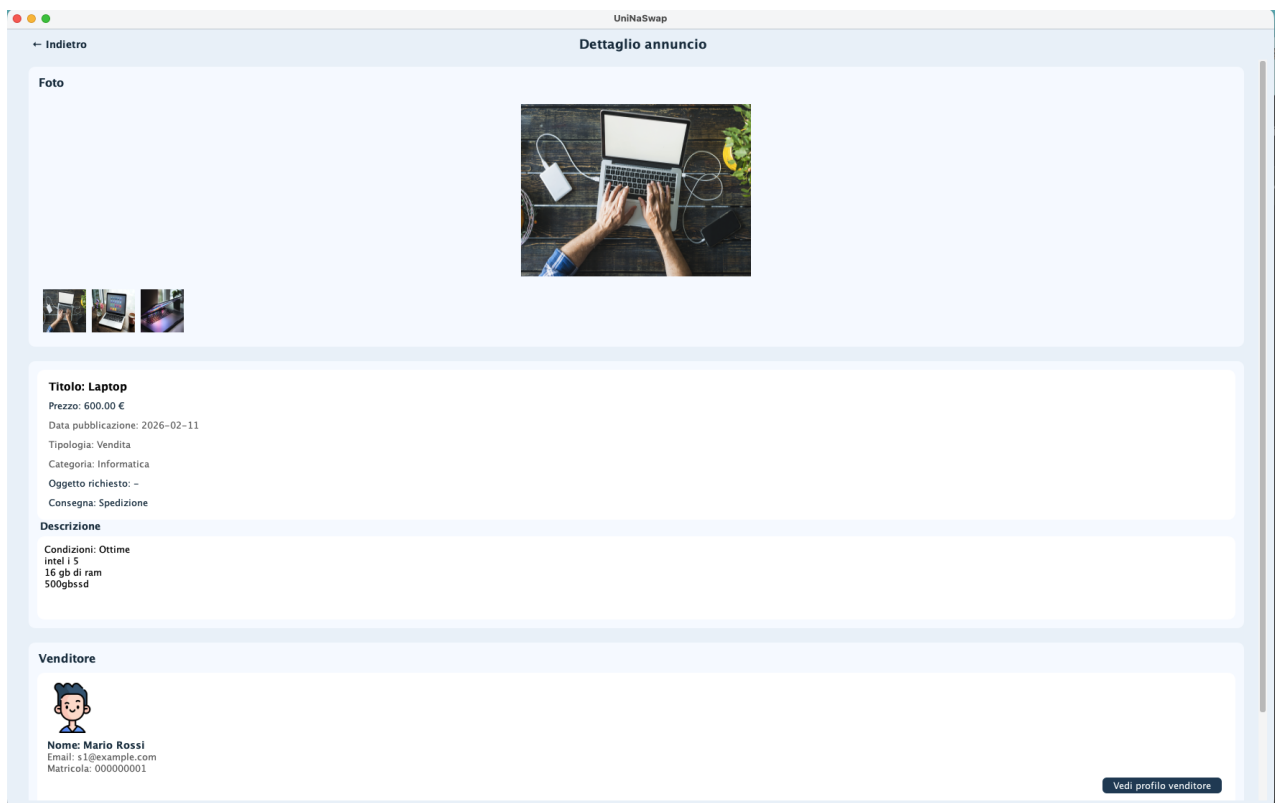 UniNaSwap
← Indietro
Dettaglio annuncio
Foto
Titolo: Laptop
Prezzo: 600.00 €
Data pubblicazione: 2026-02-11
Tipologia: Vendita
Categoria: Informatica
Oggetto richiesto: -
Consegna: Spedizione
Descrizione
Condizioni: Ottime
intel i 5
16 gb di ram
500gbssd
Venditore
Nome: Mario Rossi
Email: s1@example.com
Matricola: 000000001
Vedi profilo venditore